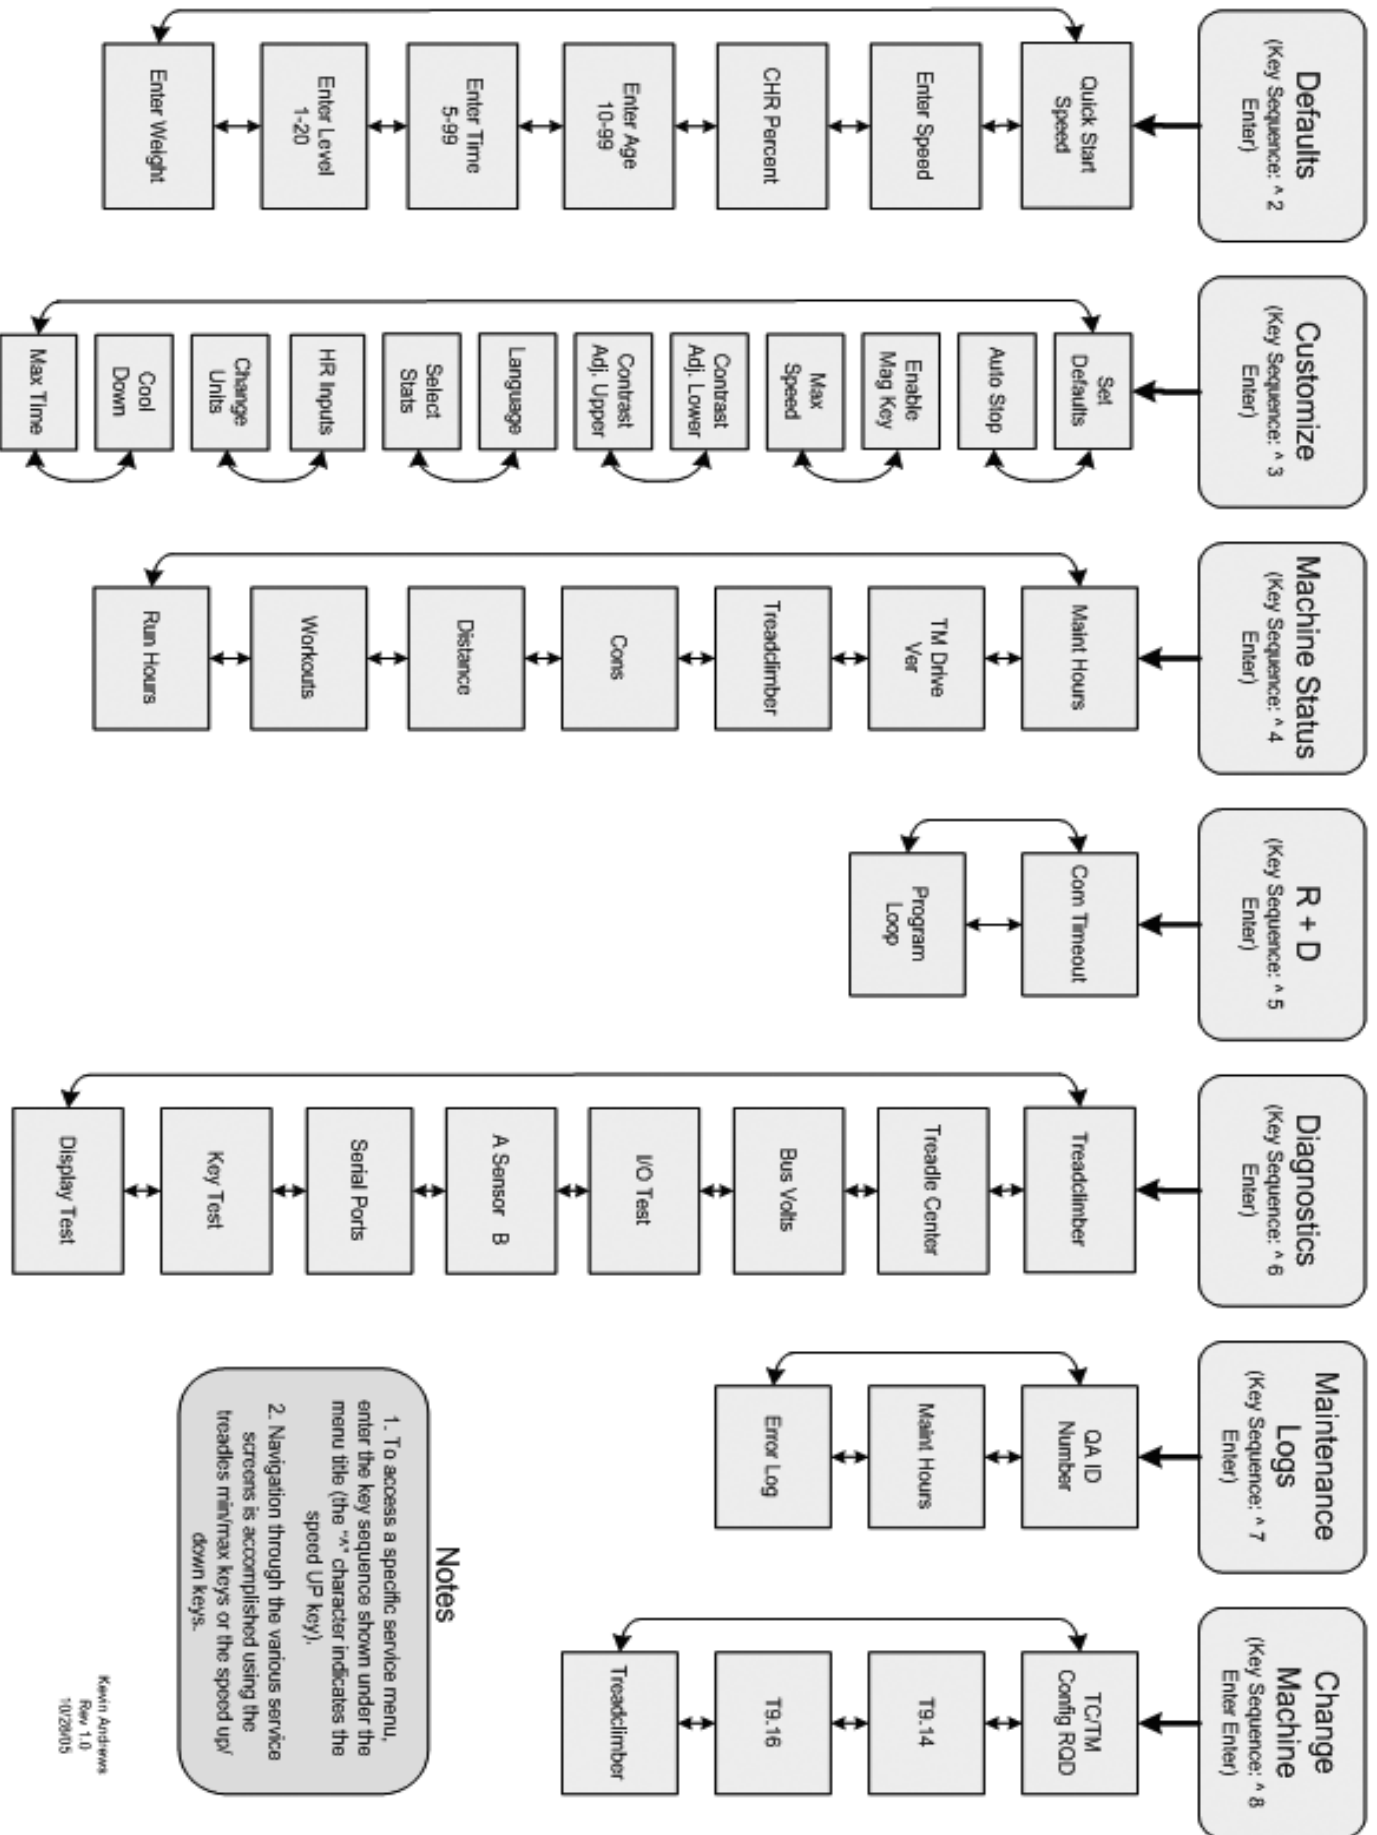 Defaults
(Key Sequence: ^ 2
Enter)
Quick Start
Speed
Enter Speed
CHR Percent
Enter Age
10-99
Enter Time
5-99
Enter Level
1-20
Enter Weight
Customize
(Key Sequence: ^ 3
Enter)
Set
Defaults
Auto Stop
Enable
Mag Key
Max
Speed
Contrast
Adj. Lower
Contrast
Adj. Upper
Language
Select
Stats
HR Inputs
Change
Units
Cool
Down
Max Time
Machine Status
(Key Sequence: ^ 4
Enter)
Maint Hours
TM Drive
Ver
Treadclimber
Cons
Distance
Workouts
Run Hours
R + D
(Key Sequence: ^ 5
Enter)
Com Timeout
Program
Loop
Diagnostics
(Key Sequence: ^ 6
Enter)
Treadclimber
Treadle Center
Bus Volts
I/O Test
A Sensor B
Serial Ports
Key Test
Display Test
Maintenance
Logs
(Key Sequence: ^ 7
Enter)
QA ID
Number
Maint Hours
Error Log
Change
Machine
(Key Sequence: ^ 8
Enter Enter)
TC/TM
Config RQD
T9.14
T9.16
Treadclimber
Notes
1. To access a specific service menu,
enter the key sequence shown under the
menu title (the "^" character indicates the
speed UP key).
2. Navigation through the various service
screens is accomplished using the
treadles min/max keys or the speed up/
down keys.
Kevin Andrews
Rev 1.0
10/28/05